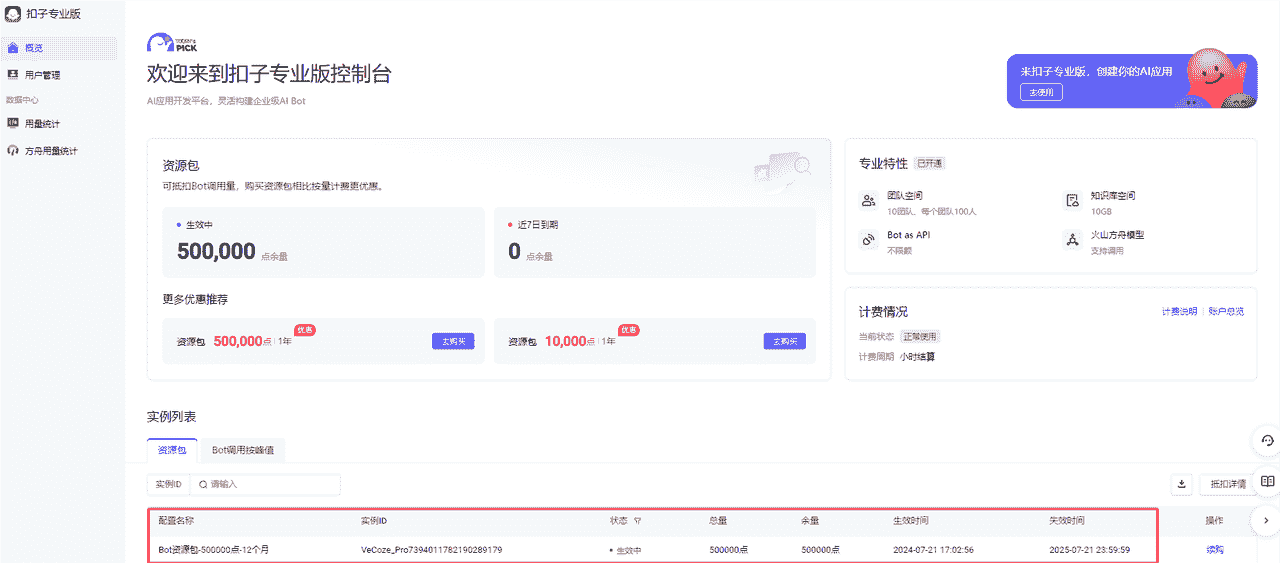 扣子专业版
概览
用户管理
数据中心
用量统计
方舟用量统计
PICK
欢迎来到扣子专业版控制台
AI应用开发平台，灵活构建企业级AI Bot
来扣子专业版，创建你的AI应用
去使用
资源包
可抵扣Bot调用量，购买资源包相比按量计费更优惠。
生效中
500,000 点余量
近7日到期
0 点余量
更多优惠推荐
资源包 500,000点 | 1年 优惠 去购买
资源包 10,000点 | 1年 优惠 去购买
专业特性 已开通
团队空间
10团队，每个团队100人
知识库空间
10GB
Bot as API
不限额
火山方舟模型
支持调用
计费情况 计费说明 | 账户总览
当前状态 正常使用
计费周期 小时结算
实例列表
资源包 Bot调用按峰值
实例ID 请输入 抵扣详情
配置名称 实例ID 状态 总量 余量 生效时间 失效时间 操作
Bot资源包-500000点-12个月 VeCoze_Pro7394011782190289179 生效中 500000点 500000点 2024-07-21 17:02:56 2025-07-21 23:59:59 续购